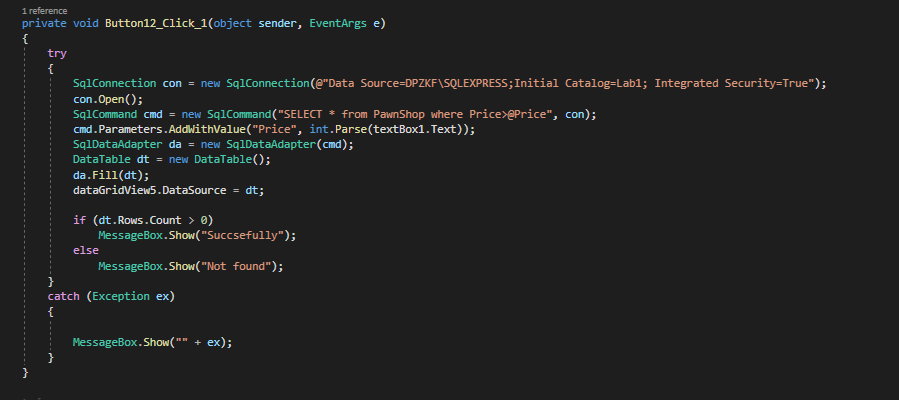 1 reference
private void Button12_Click_1(object sender, EventArgs e)
{
try
{
SqlConnection con = new SqlConnection(@"Data Source=DPZKF\SQLEXPRESS;Initial Catalog=Lab1; Integrated Security=True");
con.Open();
SqlCommand cmd = new SqlCommand("SELECT * from PawnShop where Price>@Price", con);
cmd.Parameters.AddWithValue("Price", int.Parse(textBox1.Text));
SqlDataAdapter da = new SqlDataAdapter(cmd);
DataTable dt = new DataTable();
da.Fill(dt);
dataGridView5.DataSource = dt;
if (dt.Rows.Count > 0)
MessageBox.Show("Succsefully");
else
MessageBox.Show("Not found");
}
catch (Exception ex)
{
MessageBox.Show("" + ex);
}
}